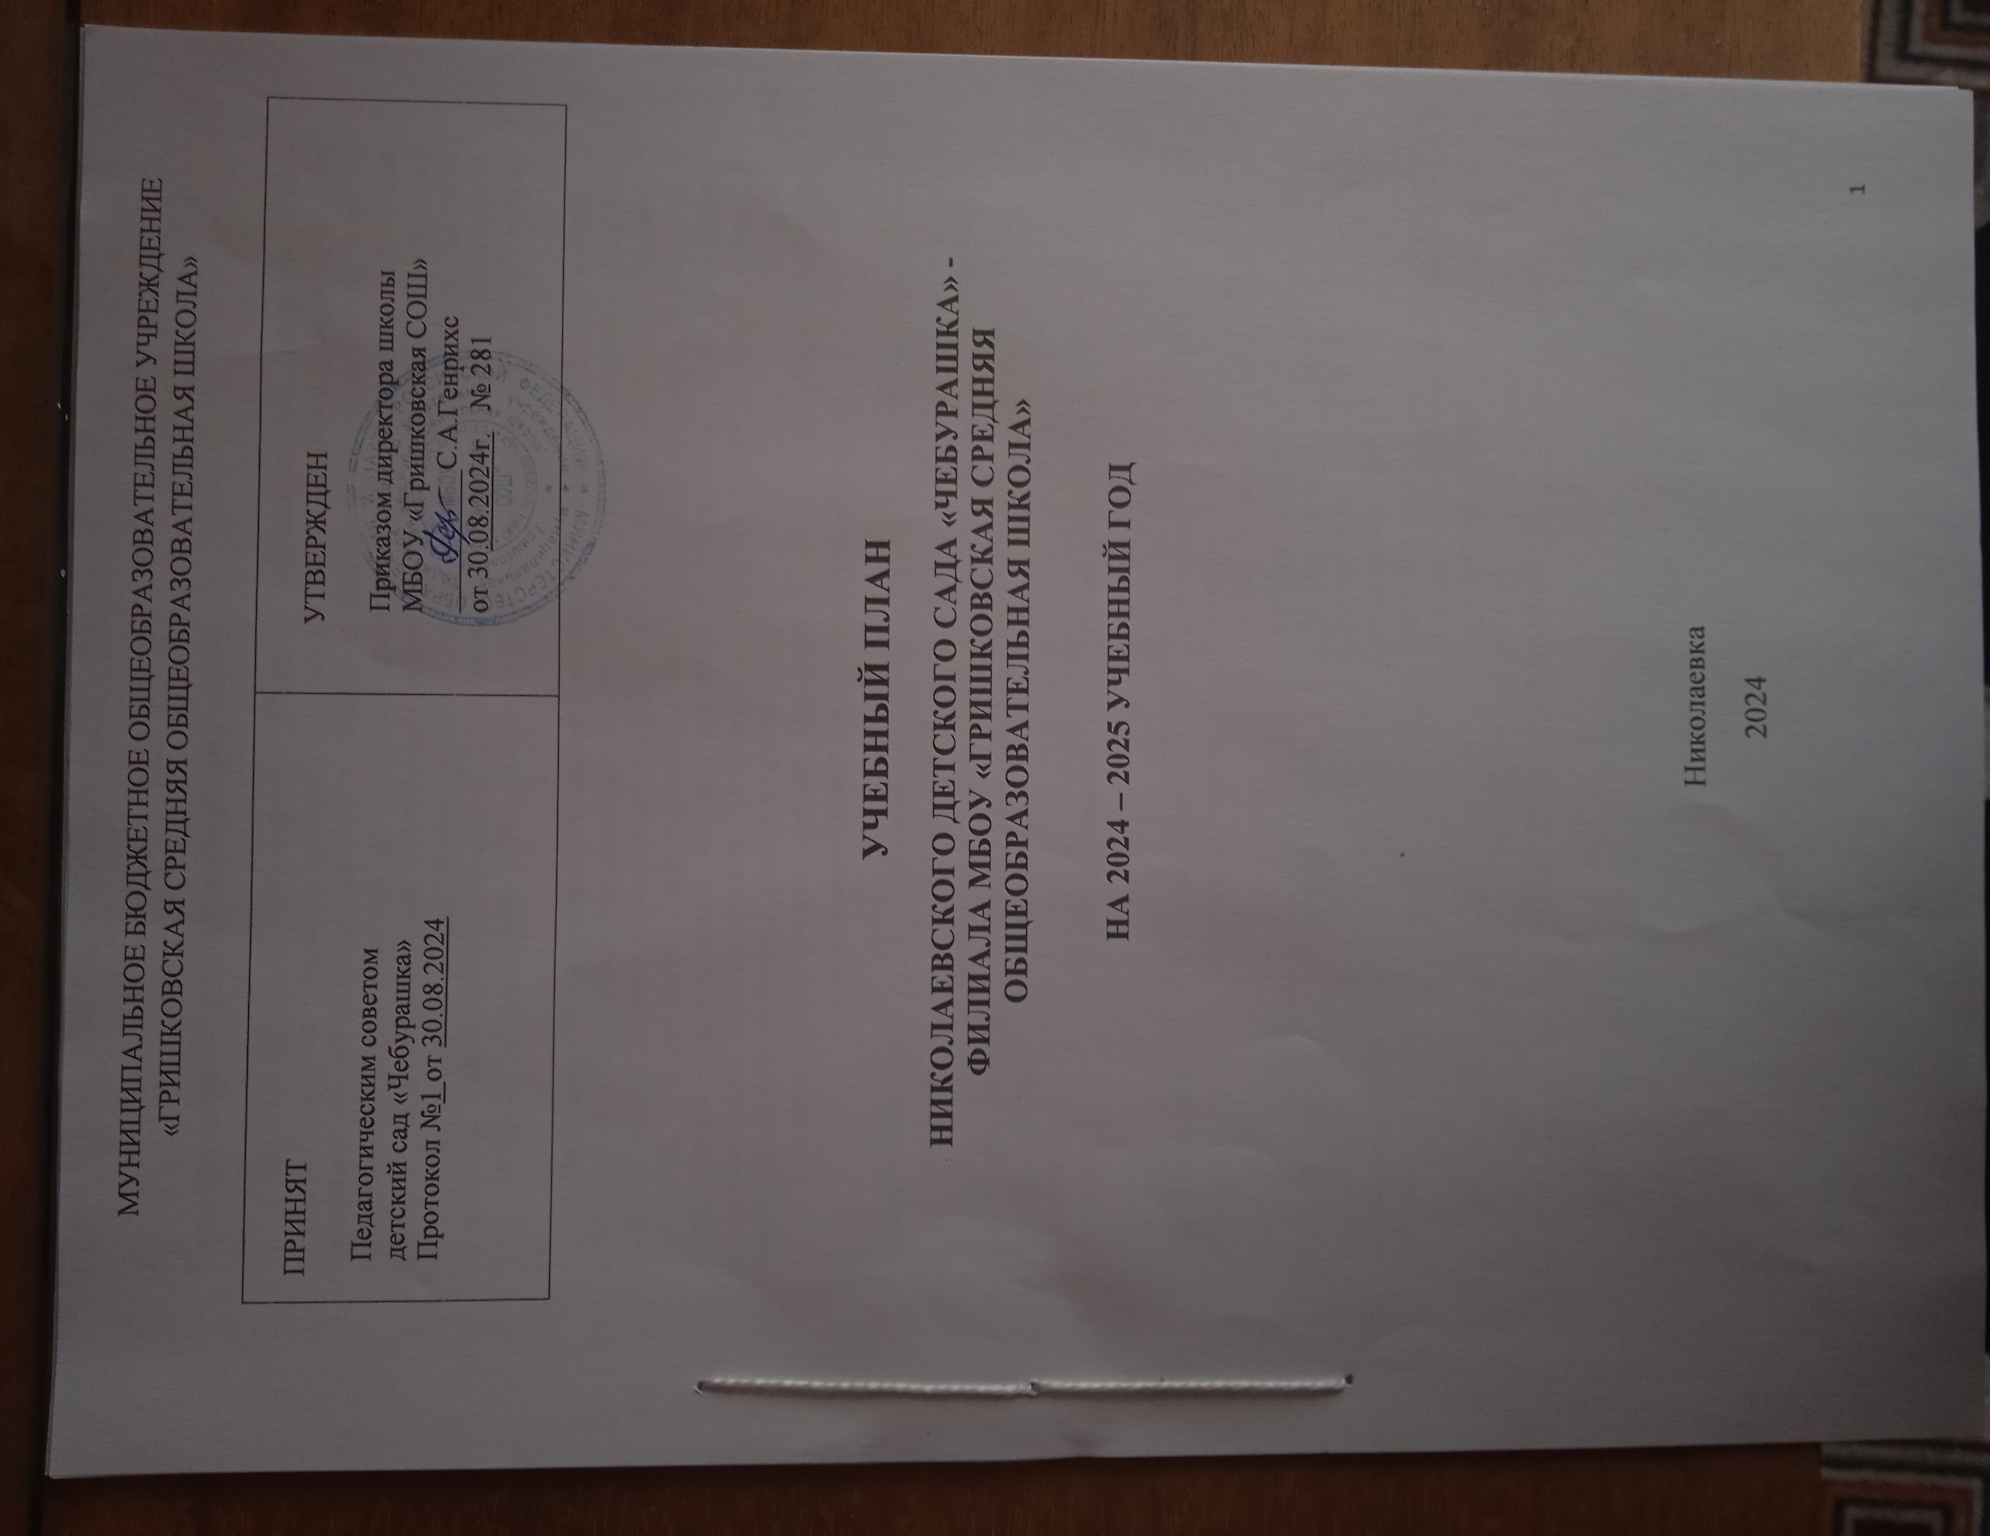 МУНИЦИПАЛЬНОЕ БЮДЖЕТНОЕ ОБЩЕОБРАЗОВАТЕЛЬНОЕ УЧРЕЖДЕНИЕ
«ГРИШКОВСКАЯ СРЕДНЯЯ ОБЩЕОБРАЗОВАТЕЛЬНАЯ ШКОЛА»
ПРИНЯТ
Педагогическим советом
детский сад «Чебурашка»
Протокол №1 от 30.08.2024
УТВЕРЖДЕН
Приказом директора школы
МБОУ «Гришковская СОШ»
С.А.Генрихс
от 30.08.2024г. № 281
УЧЕБНЫЙ ПЛАН
НИКОЛАЕВСКОГО ДЕТСКОГО САДА «ЧЕБУРАШКА» -
ФИЛИАЛА МБОУ «ГРИШКОВСКАЯ СРЕДНЯЯ
ОБЩЕОБРАЗОВАТЕЛЬНАЯ ШКОЛА»
НА 2024 – 2025 УЧЕБНЫЙ ГОД
Николаевка
2024
1